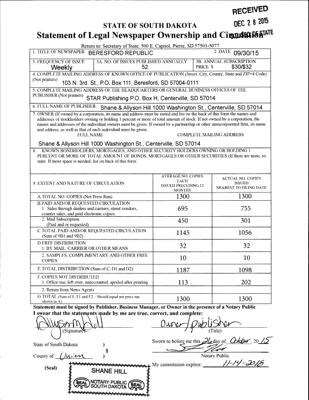 RECEIVED
DEC 28 2015
STATE OF SOUTH DAKOTA
Statement of Legal Newspaper Ownership and Circulation
Return to: Secretary of State, 500 E. Capitol, Pierre, SD 57501-5077
1. TITLE OF NEWSPAPER BERESFORD REPUBLIC 2. DATE 09/30/15
3. FREQUENCY OF ISSUE Weekly
3A. NO. OF ISSUES PUBLISHED ANNUALLY 52
3B. ANNUAL SUBSCRIPTION PRICE $ $30/$32
4. COMPLETE MAILING ADDRESS OF KNOWN OFFICE OF PUBLICATION (Street, City, County, State and ZIP+4 Code)
(Not printers) 103 N. 3rd St., P.O. Box 111, Beresford, SD 57004-0111
5. COMPLETE MAILING ADDRESS OF THE HEADQUARTERS OR GENERAL BUSINESS OFFICES OF THE
PUBLISHER STAR Publishing P.O. Box H, Centerville, SD 57014
6. FULL NAME OF PUBLISHER Shane & Allyson Hill 1000 Washington St., Centerville, SD 57014
7. OWNER (If owned by a corporation, its name and address must be stated and list on the back of this form the names and
addresses of stockholders owning or holding 1 percent or more of total amount of stock. If not owned by a corporation, the
names and addresses of the individual owners must be given. If owned by a partnership or other unincorporated firm, its name
and address, as well as that of each individual must be given.
FULL NAME COMPLETE MAILING ADDRESS
Shane & Allyson Hill 1000 Washington St., Centerville, SD 57014
8. KNOWN BONDHOLDERS, MORTGAGES, AND OTHER SECURITY HOLDERS OWNING OR HOLDING 1
PERCENT OR MORE OF TOTAL AMOUNT OF BONDS, MORTGAGES OR OTHER SECURITIES (If there are none, so
state. If more space is needed, list on back of this form.
9. EXTENT AND NATURE OF CIRCULATION
AVERAGE NO. COPIES EACH ISSUED PRECEDING 12 MONTHS
ACTUAL NO. COPIES ISSUED NEAREST TO FILING DATE
A. TOTAL NO. COPIES (Net Press Run) 1300 1300
B. PAID AND/OR REQUESTED CIRCULATION
1. Sales through dealers and carriers, street vendors,
counter sales, and paid electronic copies 695 755
2. Mail Subscription
(Paid and/or requested) 450 301
C. TOTAL PAID AND/OR REQUESTED CIRCULATION
(Sum of 9B1 and 9B2) 1145 1056
D. FREE DISTRIBUTION
1. BY MAIL, CARRIER OR OTHER MEANS 32 32
2. SAMPLES, COMPLIMENTARY AND OTHER FREE
COPIES 10 10
E. TOTAL DISTRIBUTION (Sum of C, D1 and D2) 1187 1098
F. COPIES NOT DISTRIBUTED
1. Office use, left over, unaccounted, spoiled after printing 113 202
2. Return from News Agents
G. TOTAL (Sum of E, F1 and F2 - Should equal net press run
shown in A) 1300 1300
Statement must be signed by Publisher, Business Manager, or Owner in the presence of a Notary Public
I swear that the statements made by me are true, correct, and complete:
Allyson Hill Owner/publisher
(Signature) (Title)
State of South Dakota )
County of Union )
Sworn to before me this day of October, 2015
Notary Public
My commission expires: 11-14-2018
(Seal)
SHANE HILL
SEAL NOTARY PUBLIC SOUTH DAKOTA SEAL